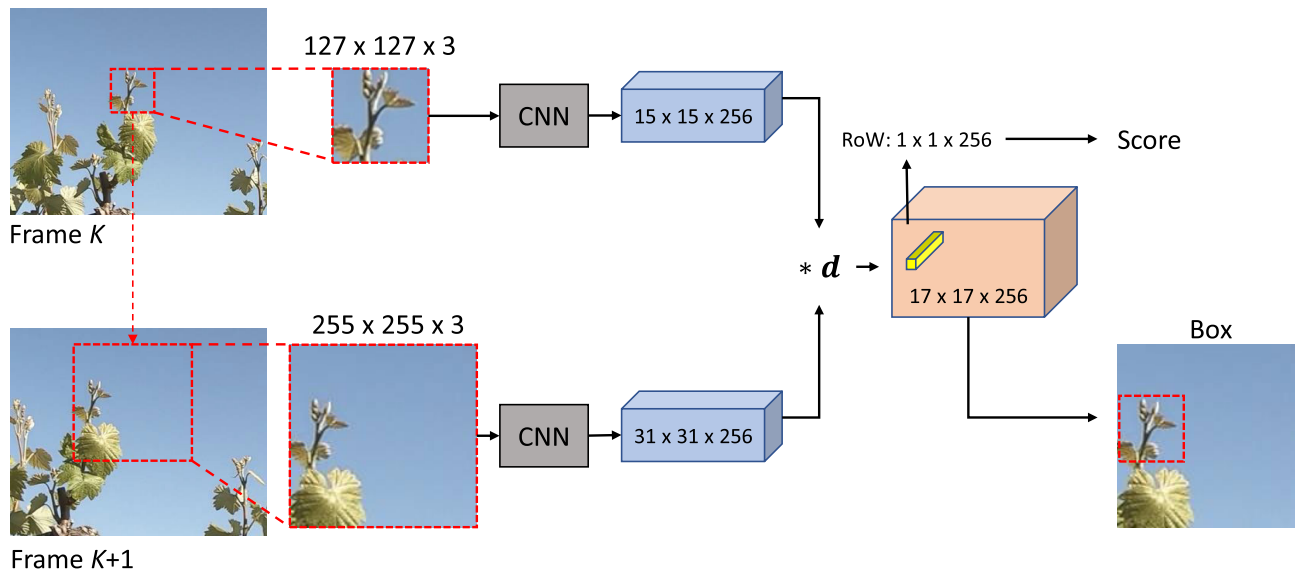 127 x 127 x 3
CNN
15 x 15 x 256
RoW: 1 x 1 x 256
Score
Frame K
* d
17 x 17 x 256
255 x 255 x 3
Box
CNN
31 x 31 x 256
Frame K+1